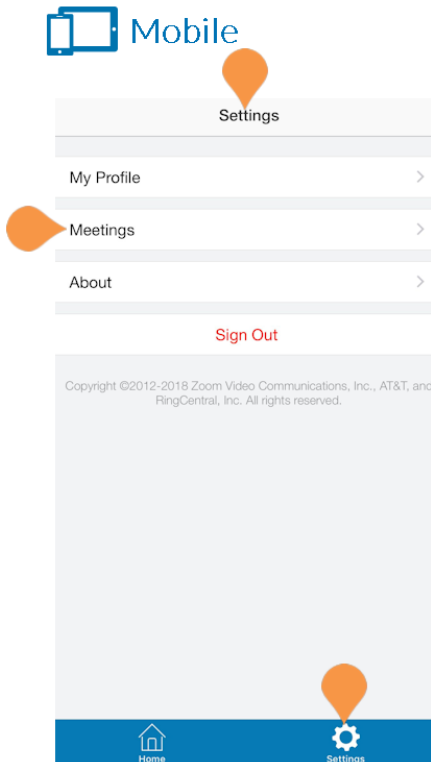 Mobile
Settings
My Profile
Meetings
About
Sign Out
Copyright ©2012-2018 Zoom Video Communications, Inc., AT&T, and
RingCentral, Inc. All rights reserved.
Home
Settings